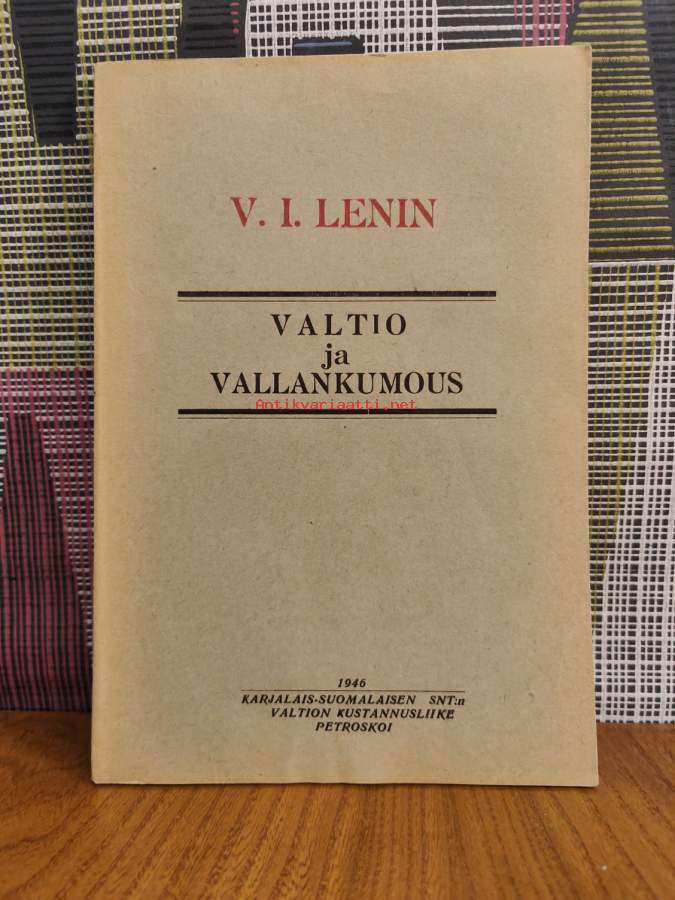 V. I. LENIN
VALTIO
ja
VALLANKUMOUS
Antikvariaatti.net
1946
KARJALAIS-SUOMALAISEN SNT:n
VALTION KUSTANNUSLIIKE
PETROSKOI